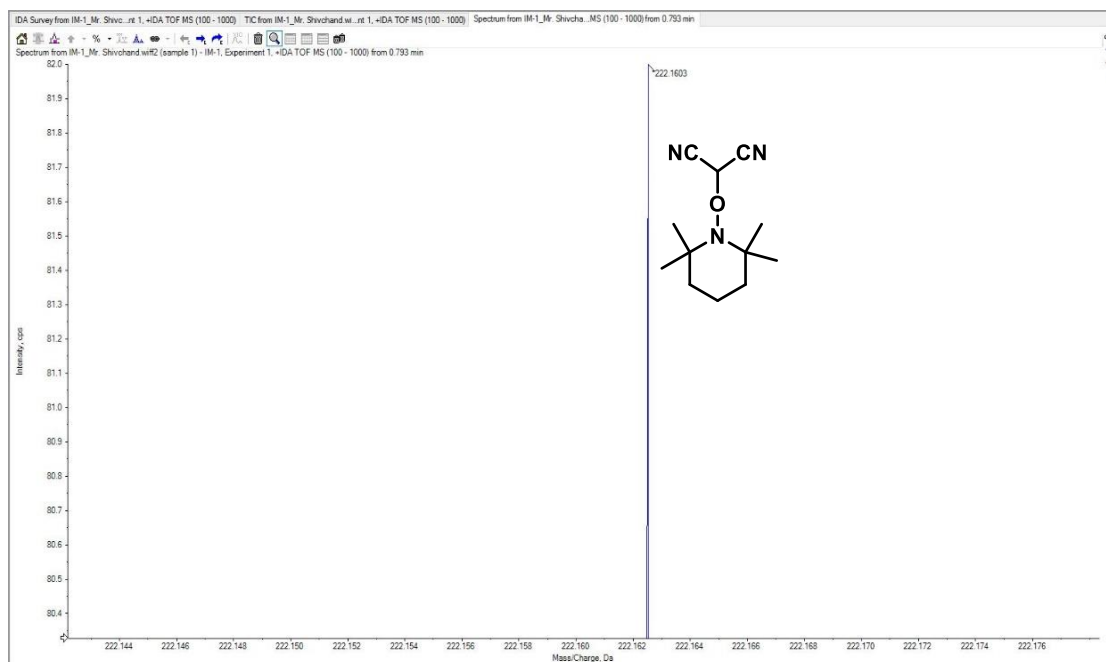 IDA Survey from IM-1_Mr. Shivc...nt 1, +IDA TOF MS (100 - 1000) TIC from IM-1_Mr. Shivchand.wi...nt 1, +IDA TOF MS (100 - 1000) Spectrum from IM-1_Mr. Shivcha...MS (100 - 1000) from 0.793 min
%
Spectrum from IM-1_Mr. Shivchand.wiff2 (sample 1) - IM-1, Experiment 1, +IDA TOF MS (100 - 1000) from 0.793 min
82.0
*222.1603
81.9
81.8
NC CN
81.7
81.6
O
81.5
N
81.4
81.3
81.2
Intensity, cps
81.1
81.0
80.9
80.8
80.7
80.6
80.5
80.4
222.144 222.146 222.148 222.150 222.152 222.154 222.156 222.158 222.160 222.162 222.164 222.166 222.168 222.170 222.172 222.174 222.176
Mass/Charge, Da